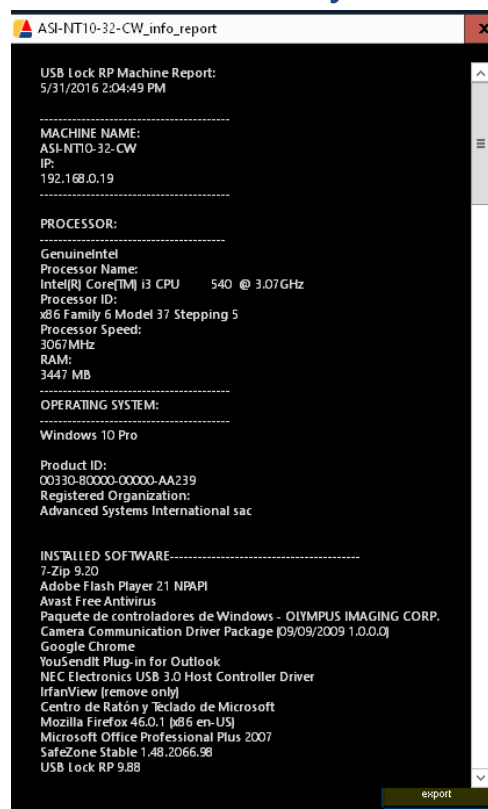 ASI-NT10-32-CW_info_report
x
USB Lock RP Machine Report:
5/31/2016 2:04:49 PM
-----------------------------------------
MACHINE NAME:
ASI-NT10-32-CW
IP:
192.168.0.19
-----------------------------------------
PROCESSOR:
----------------------------------------
GenuineIntel
Processor Name:
Intel(R) Core(TM) i3 CPU       540  @ 3.07GHz
Processor ID:
x86 Family 6 Model 37 Stepping 5
Processor Speed:
3067MHz
RAM:
3447 MB
-----------------------------------------
OPERATING SYSTEM:
-----------------------------------------
Windows 10 Pro
Product ID:
00330-80000-00000-AA239
Registered Organization:
Advanced Systems International sac
INSTALLED SOFTWARE-----------------------------------------
7-Zip 9.20
Adobe Flash Player 21 NPAPI
Avast Free Antivirus
Paquete de controladores de Windows - OLYMPUS IMAGING CORP.
Camera Communication Driver Package (09/09/2009 1.0.0.0)
Google Chrome
YouSendIt Plug-in for Outlook
NEC Electronics USB 3.0 Host Controller Driver
IrfanView (remove only)
Centro de Ratón y Teclado de Microsoft
Mozilla Firefox 46.0.1 (x86 en-US)
Microsoft Office Professional Plus 2007
SafeZone Stable 1.48.2066.98
USB Lock RP 9.88
export